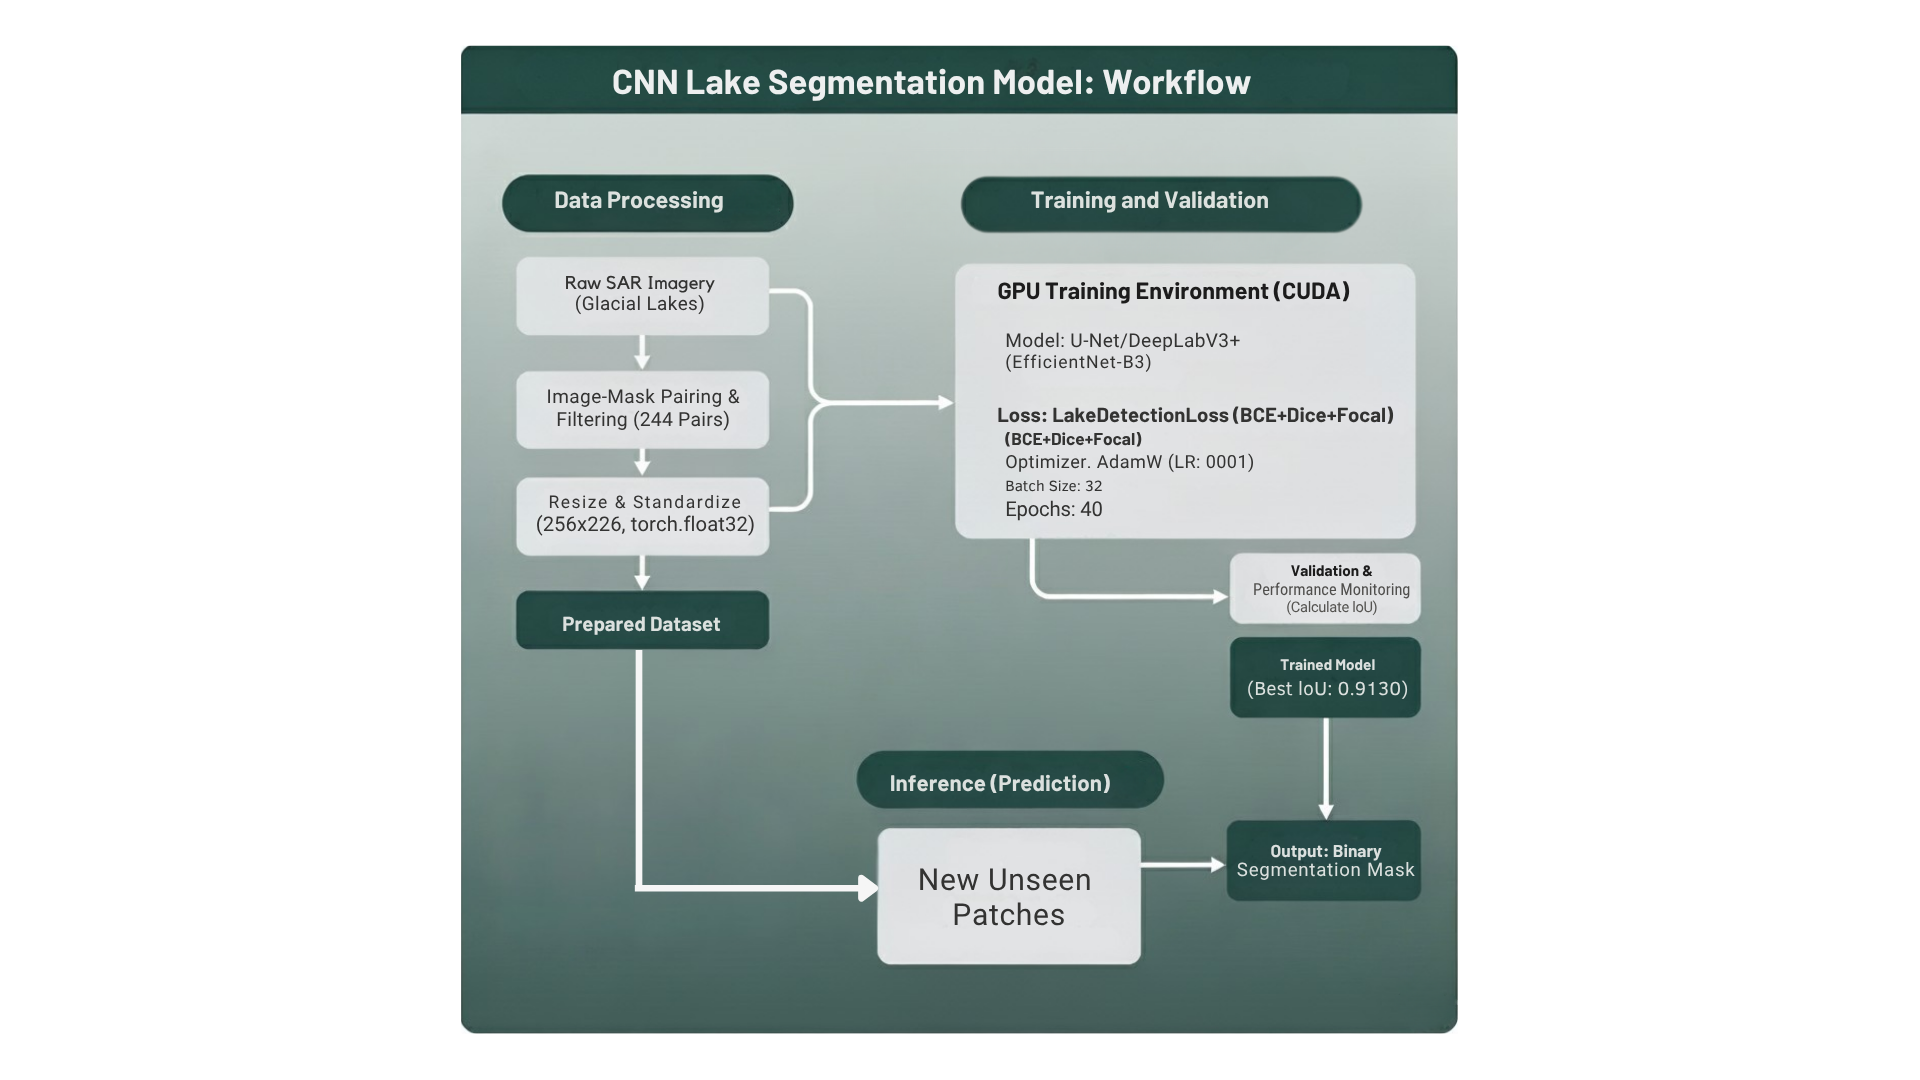 CNN Lake Segmentation Model: Workflow
Data Processing
Raw SAR Imagery
(Glacial Lakes)
Image-Mask Pairing &
Filtering (244 Pairs)
Resize & Standardize
(256x226, torch.float32)
Prepared Dataset
Training and Validation
GPU Training Environment (CUDA)
Model: U-Net/DeepLabV3+
(EfficientNet-B3)
Loss: LakeDetectionLoss (BCE+Dice+Focal)
(BCE+Dice+Focal)
Optimizer. AdamW (LR: 0001)
Batch Size: 32
Epochs: 40
Validation &
Performance Monitoring
(Calculate IoU)
Trained Model
(Best IoU: 0.9130)
Inference (Prediction)
New Unseen
Patches
Output: Binary
Segmentation Mask